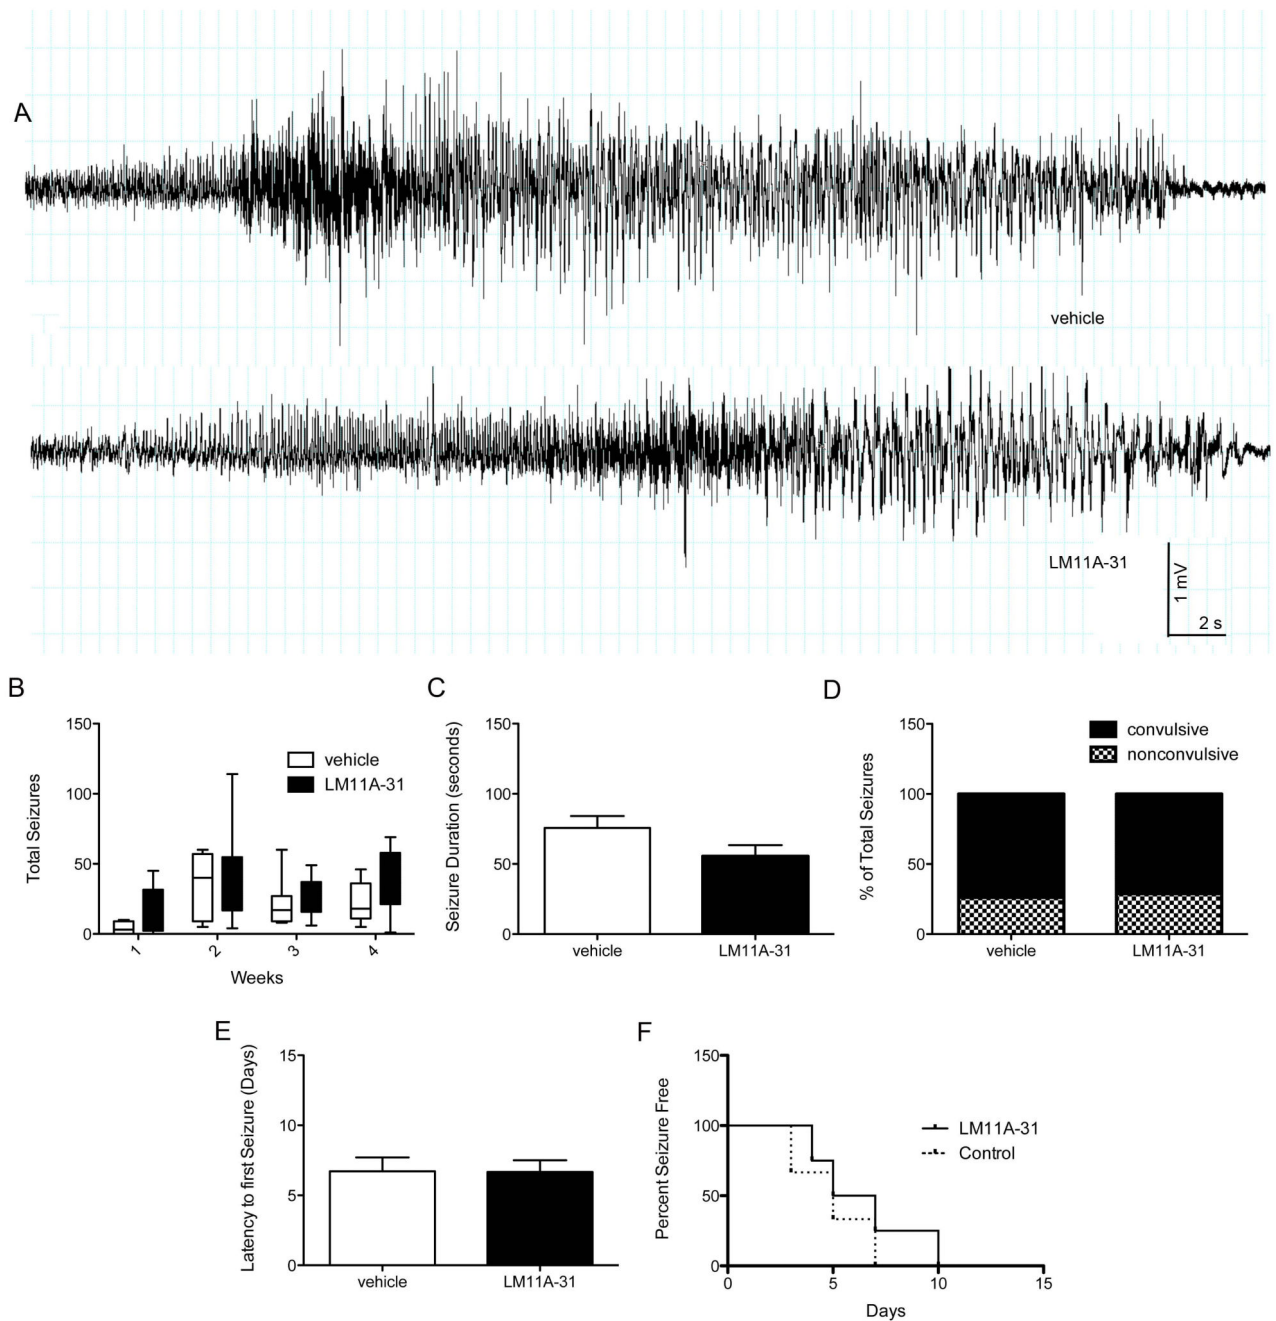 A
vehicle
LM11A-31
1 mV
2 s
B
C
D
Total Seizures
150
100
50
0
vehicle
LM11A-31
1
2
3
4
Weeks
Seizure Duration (seconds)
150
100
50
0
vehicle
LM11A-31
% of Total Seizures
150
100
50
0
convulsive
nonconvulsive
vehicle
LM11A-31
E
F
Latency to first Seizure (Days)
15
10
5
0
vehicle
LM11A-31
Percent Seizure Free
150
100
50
0
LM11A-31
Control
0
5
10
15
Days